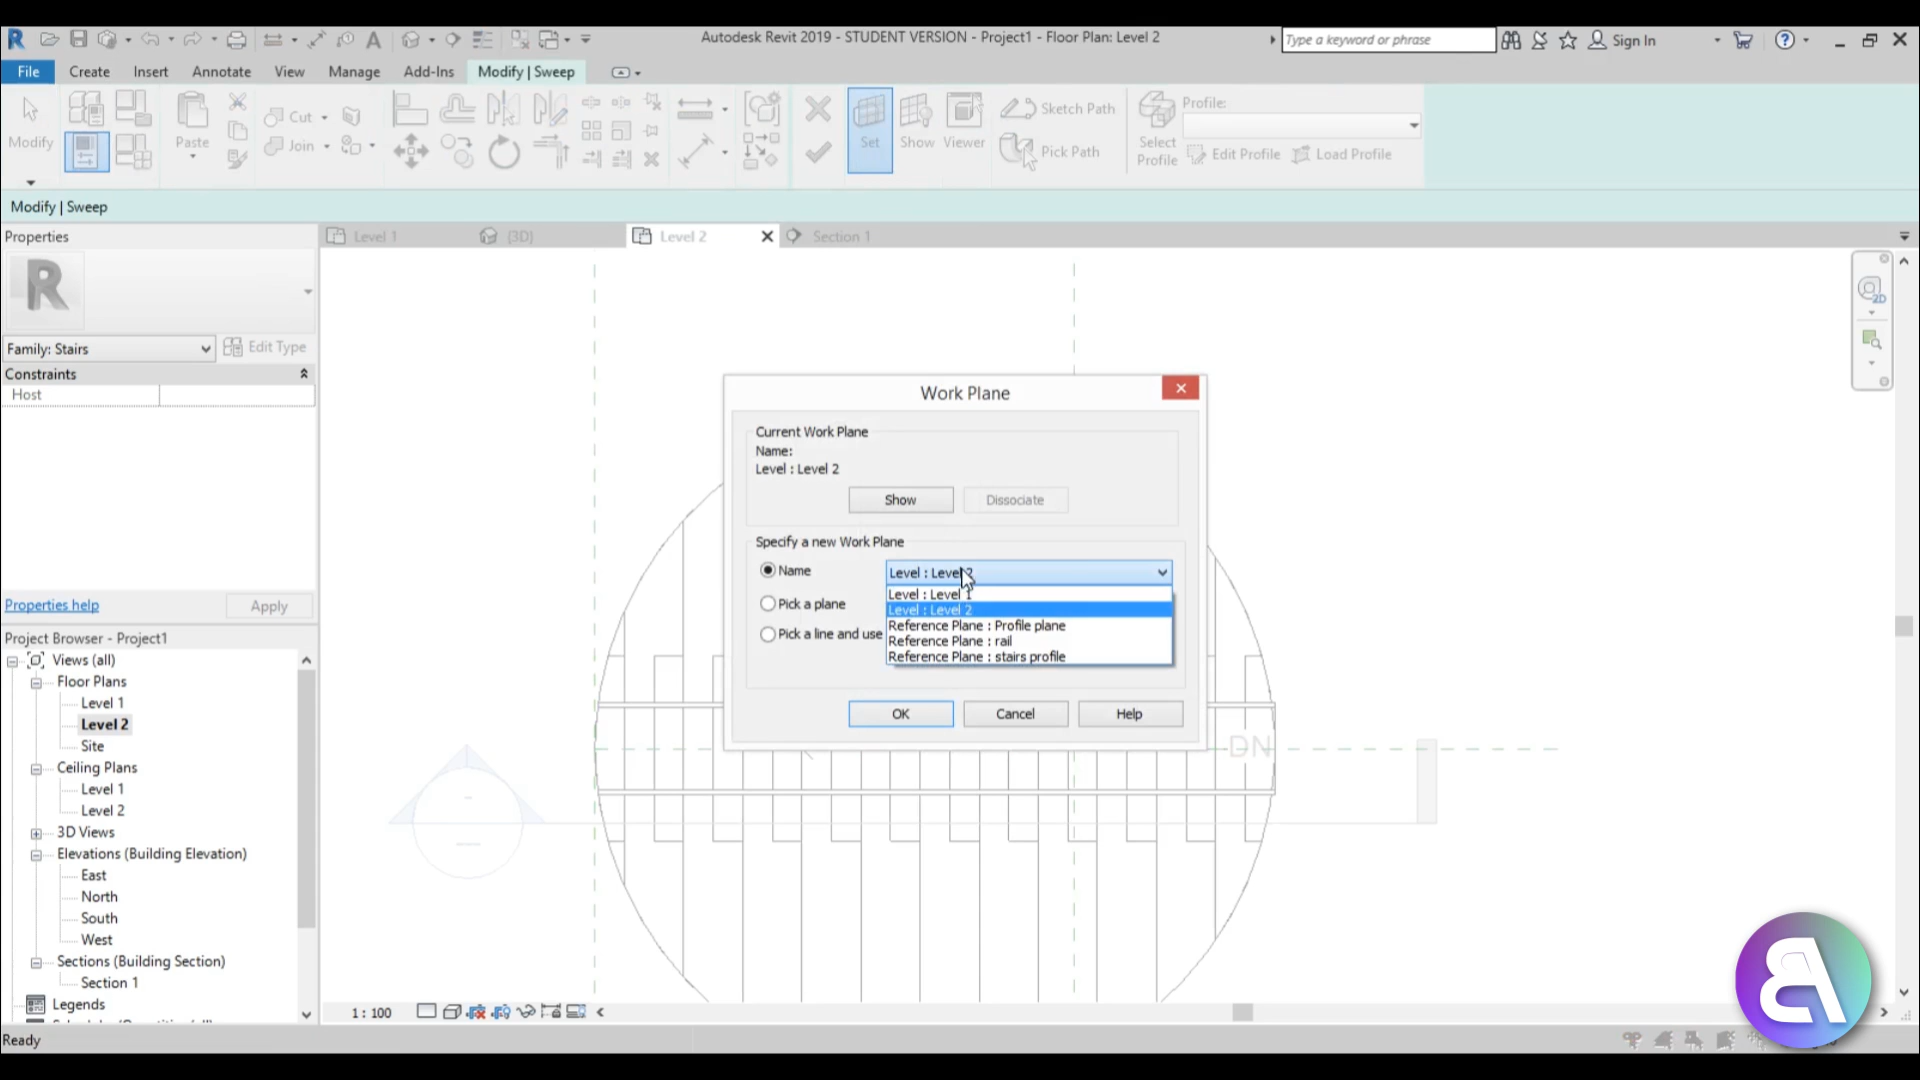 Autodesk Revit 2019 - STUDENT VERSION - Project1 - Floor Plan: Level 2
Type a keyword or phrase
Sign In
File
Create
Insert
Annotate
View
Manage
Add-Ins
Modify | Sweep
Modify
Paste
Cut
Join
Set
Show
Viewer
Sketch Path
Pick Path
Select Profile
Profile:
Edit Profile
Load Profile
Modify | Sweep
Properties
Level 1
{3D}
Level 2
Section 1
2D
Family: Stairs
Edit Type
Constraints
Host
Properties help
Apply
Project Browser - Project1
Views (all)
Floor Plans
Level 1
Level 2
Site
Ceiling Plans
Level 1
Level 2
3D Views
Elevations (Building Elevation)
East
North
South
West
Sections (Building Section)
Section 1
Legends
Work Plane
Current Work Plane
Name:
Level : Level 2
Show
Dissociate
Specify a new Work Plane
Name
Level : Level 2
Level : Level 1
Level : Level 2
Pick a plane
Reference Plane : Profile plane
Pick a line and use
Reference Plane : rail
Reference Plane : stairs profile
OK
Cancel
Help
DN
1 : 100
Ready